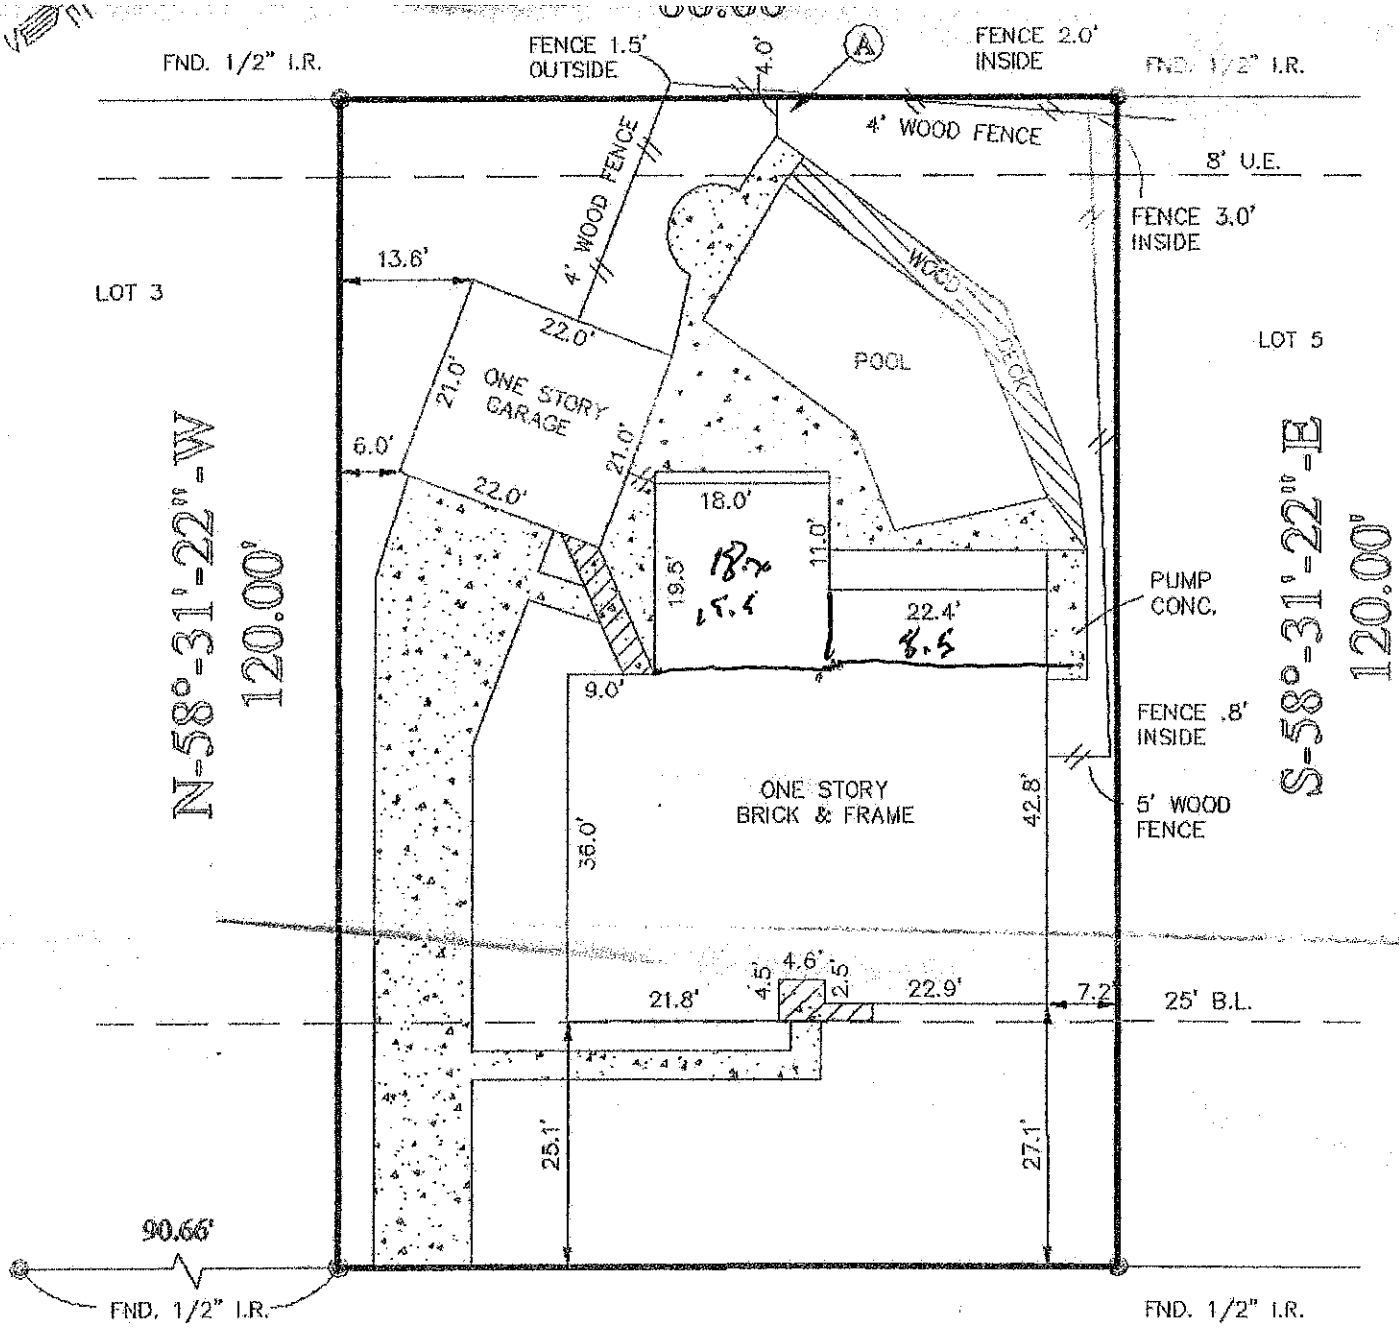 FENCE 1.5'
OUTSIDE
4.0'
A
FENCE 2.0'
INSIDE
FND. 1/2" I.R.
FND. 1/2" I.R.
4' WOOD FENCE
4' WOOD FENCE
8' U.E.
FENCE 3.0'
INSIDE
13.6'
LOT 3
WOOD
DECK
22.0'
LOT 5
POOL
21.0'
ONE STORY
GARAGE
21.0'
6.0'
22.0'
18.0'
11.0'
19.5'
N-58°-31'-22"-W
120.00'
S-58°-31'-22"-E
120.00'
PUMP
CONC.
22.4'
8.5
9.0'
FENCE .8'
INSIDE
ONE STORY
BRICK & FRAME
42.8'
5' WOOD
FENCE
36.0'
4.5'
4.6'
2.5'
21.8'
22.9'
7.2'
25' B.L.
25.1'
27.1'
90.66'
FND. 1/2" I.R.
FND. 1/2" I.R.